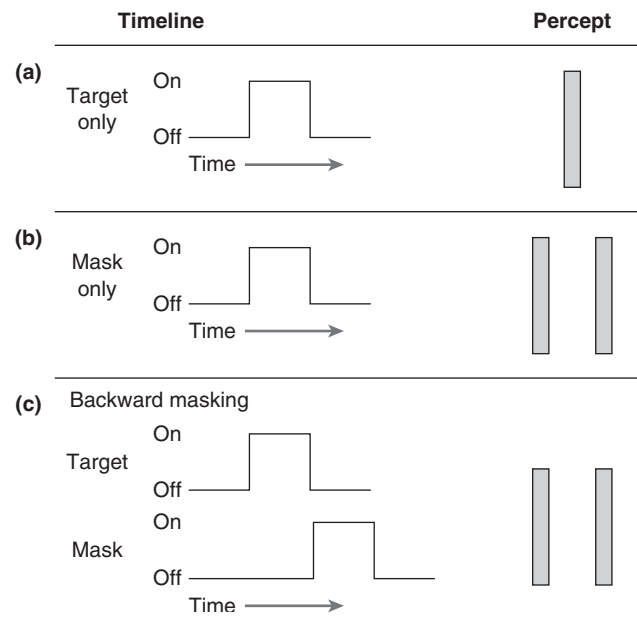 Timeline Percept
(a)
Target
only
On
Off
Time
(b)
Mask
only
On
Off
Time
(c) Backward masking
Target
On
Off
Mask
On
Off
Time